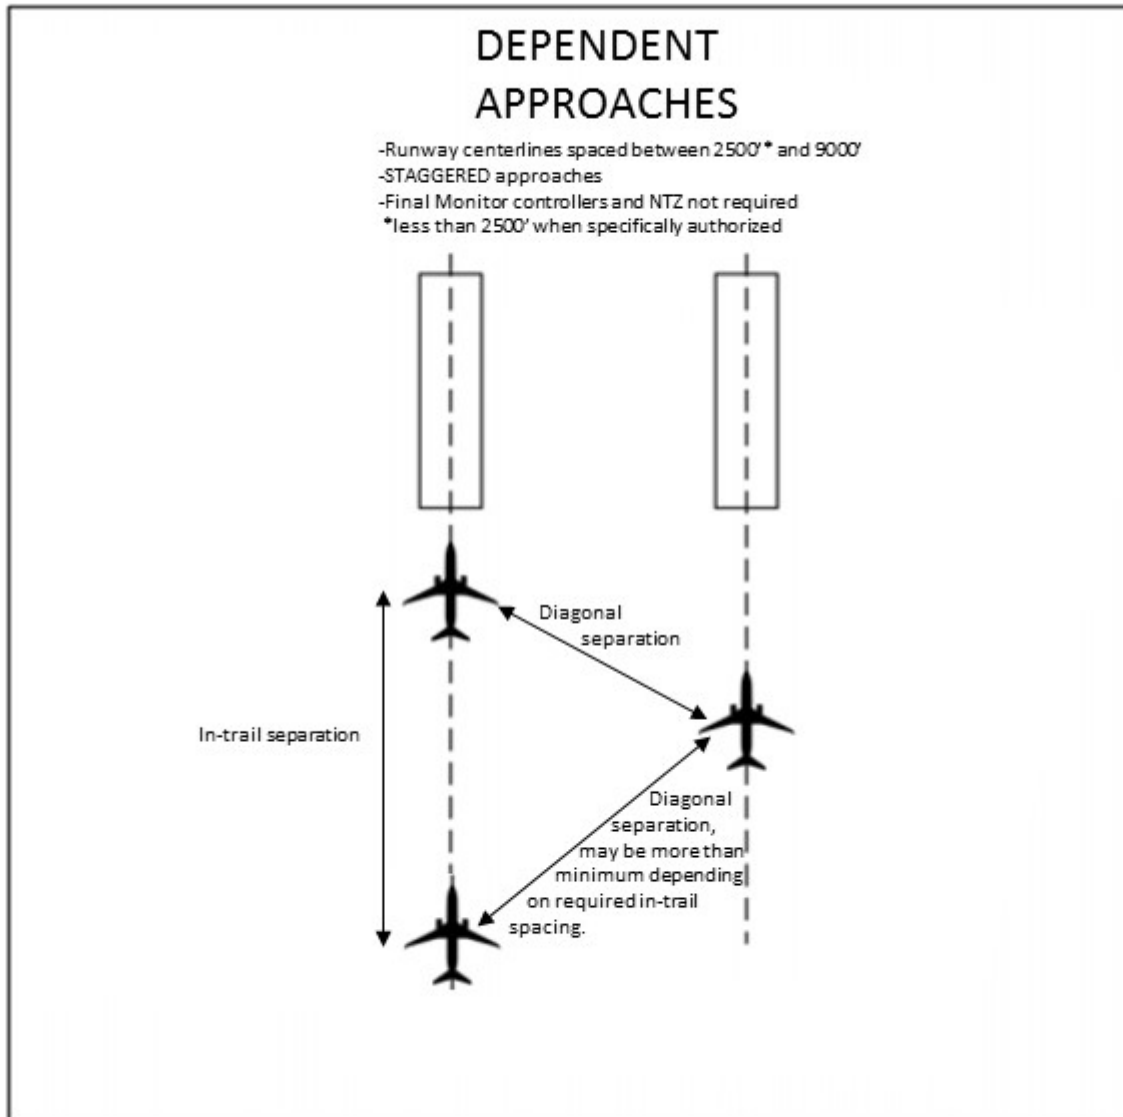 DEPENDENT
APPROACHES
-Runway centerlines spaced between 2500'* and 9000'
-STAGGERED approaches
-Final Monitor controllers and NTZ not required
*less than 2500' when specifically authorized
Diagonal
separation
In-trail separation
Diagonal
separation,
may be more than
minimum depending
on required in-trail
spacing.